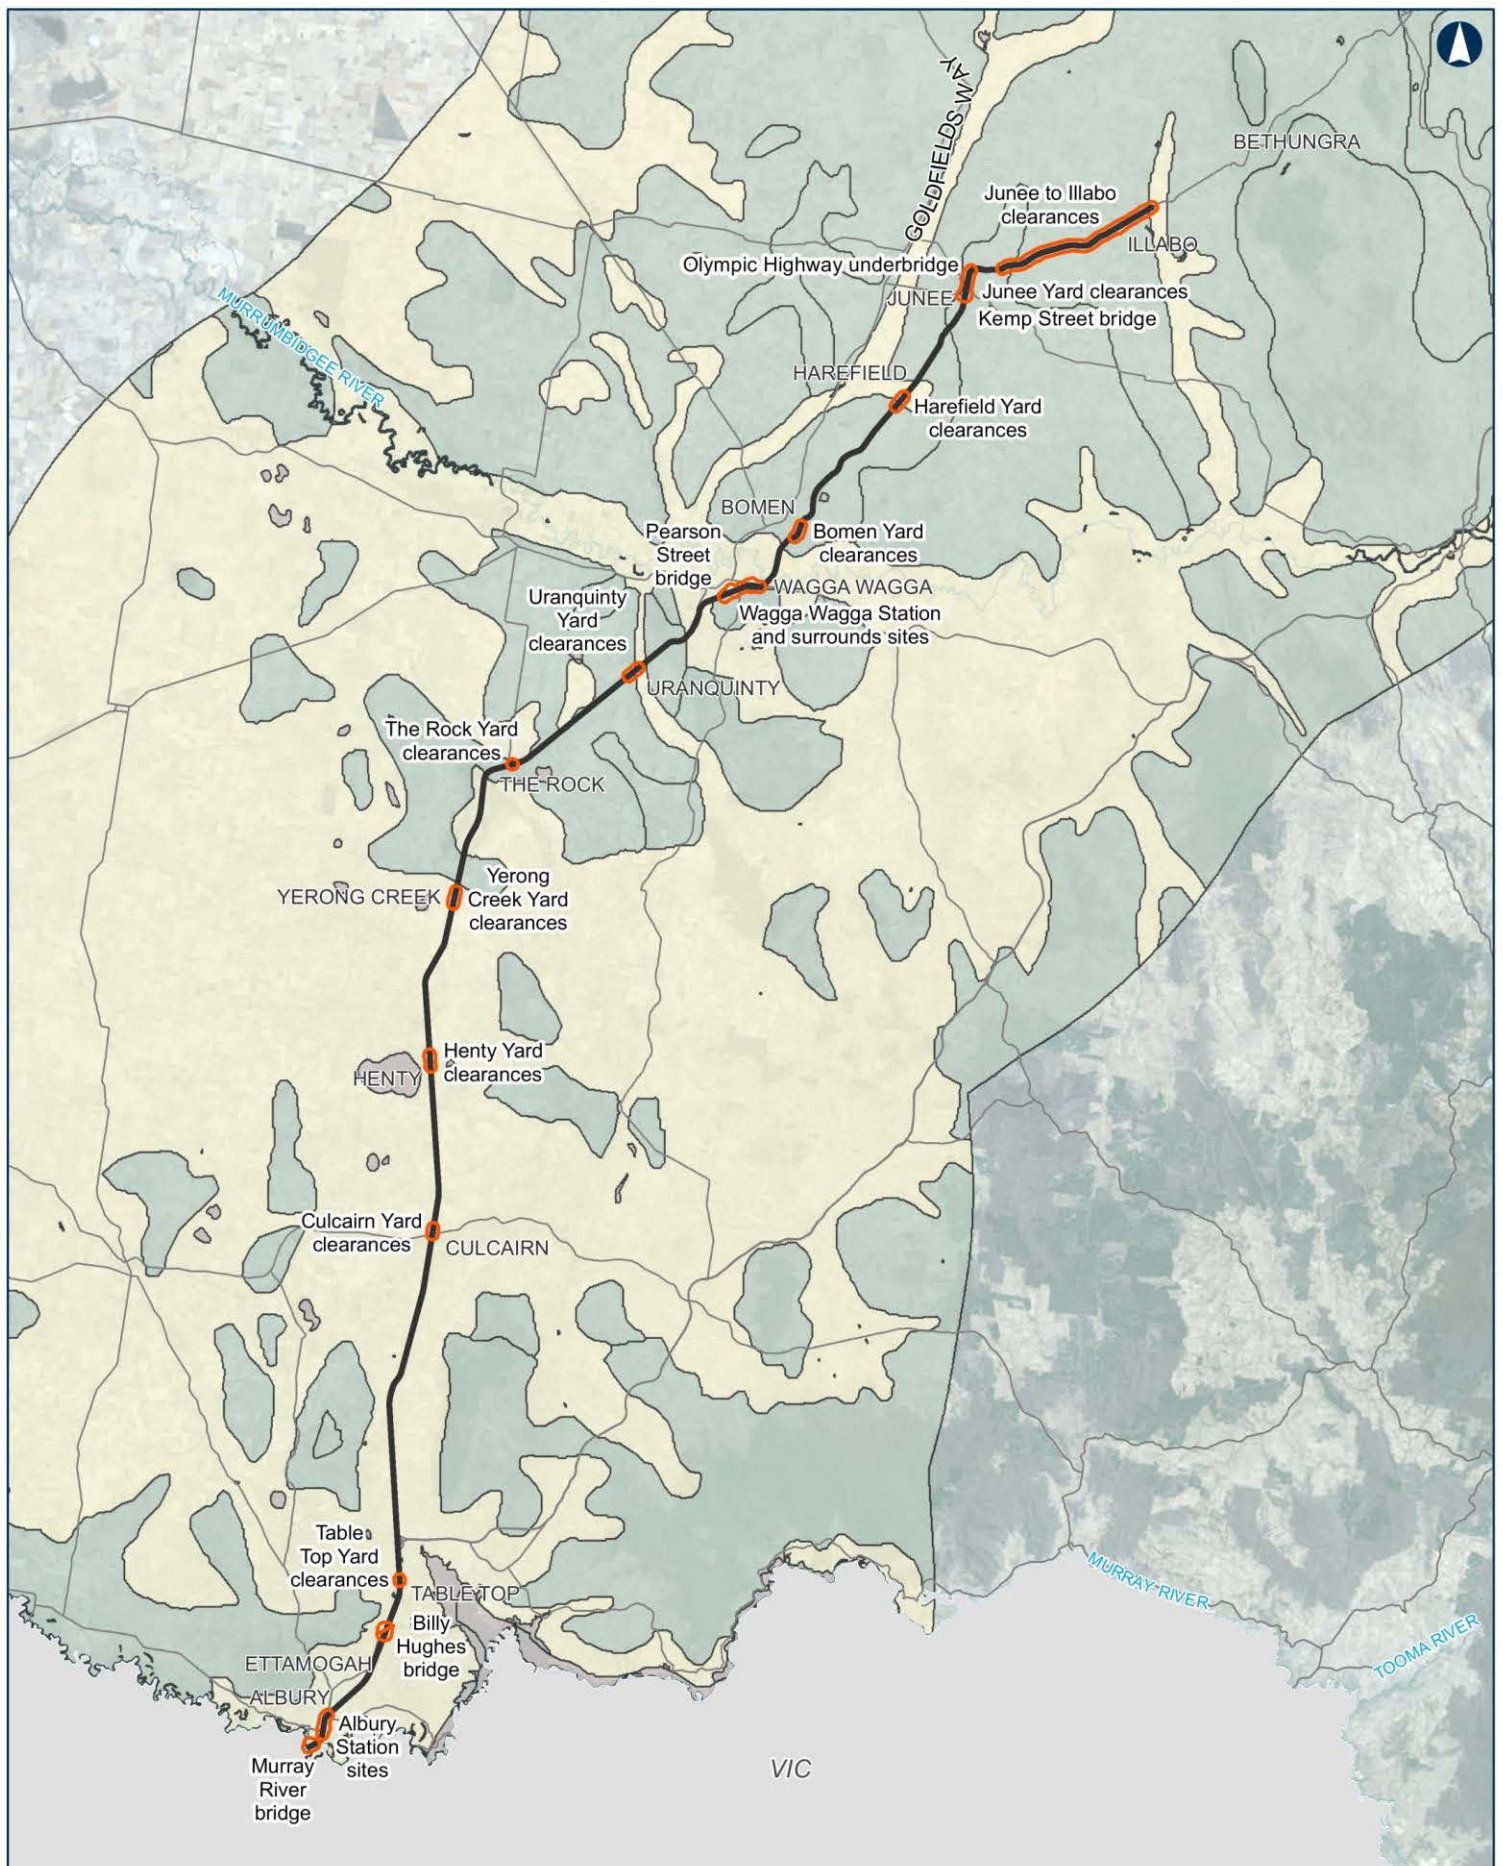 GOLDFIELDS WAY
BETHUNGRA
Junee to Illabo
clearances
ILLABO
Olympic Highway underbridge
JUNEE
Junee Yard clearances
Kemp Street bridge
MURRUMBIDGEE RIVER
HAREFIELD
Harefield Yard
clearances
BOMEN
Pearson
Street
bridge
Bomen Yard
clearances
WAGGA WAGGA
Wagga Wagga Station
and surrounds sites
Uranquinty
Yard
clearances
URANQUINTY
The Rock Yard
clearances
THE ROCK
YERONG CREEK
Yerong
Creek Yard
clearances
Henty Yard
clearances
HENTY
Culcairn Yard
clearances
CULCAIRN
Table
Top Yard
clearances
TABLE TOP
Billy
Hughes
bridge
ETTAMOGAH
ALBURY
Albury
Station
sites
Murray
River
bridge
MURRAY RIVER
TOOMA RIVER
VIC